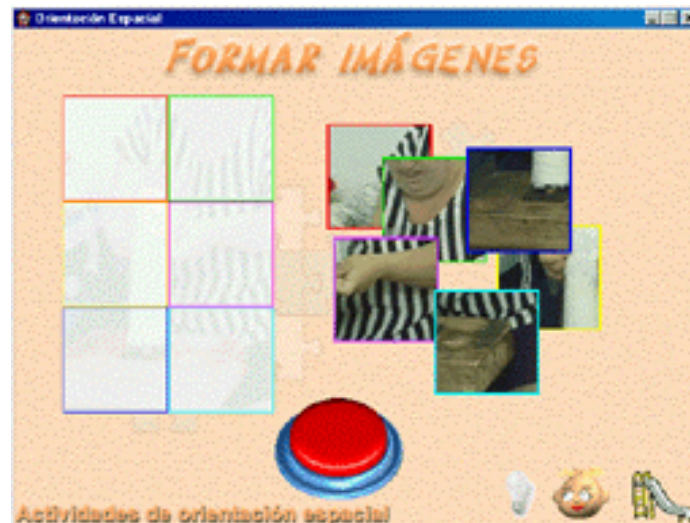 Orientación Espacial
FORMAR IMÁGENES
Actividades de orientación espacial